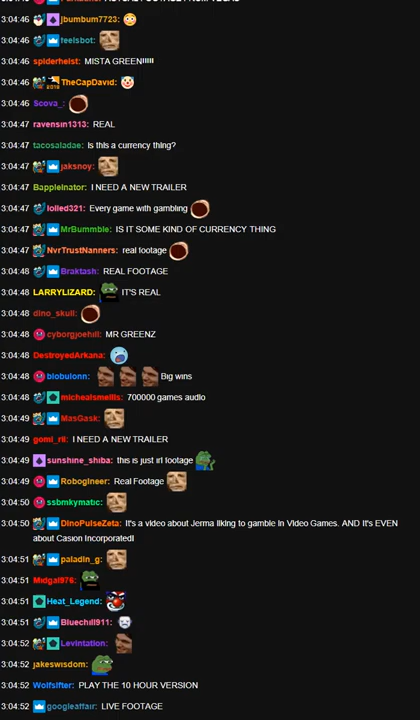 3:04:46 jbumbum7723:
3:04:46 feelsbot:
3:04:46 spiderheist: MISTA GREEN!!!!!
3:04:46 TheCapDavid:
3:04:46 Scova_:
3:04:47 ravensin1313: REAL
3:04:47 tacosaladae: Is this a currency thing?
3:04:47 jaksnoy:
3:04:47 Bappleinator: I NEED A NEW TRAILER
3:04:47 lolled321: Every game with gambling
3:04:47 MrBummble: IS IT SOME KIND OF CURRENCY THING
3:04:47 NvrTrustNanners: real footage
3:04:48 Braktash: REAL FOOTAGE
3:04:48 LARRYLIZARD: IT'S REAL
3:04:48 dino_skull:
3:04:48 cyborgjoehill: MR GREENZ
3:04:48 DestroyedArkana:
3:04:48 blobulonn: Big wins
3:04:48 michealsmells: 700000 games audio
3:04:49 MasGask:
3:04:49 gomi_ril: I NEED A NEW TRAILER
3:04:49 sunshine_shiba: this is just irl footage
3:04:49 Robogineer: Real Footage
3:04:50 ssbmkymatic:
3:04:50 DinoPulseZeta: It's a video about Jerma liking to gamble in Video Games. AND It's EVEN
about Casion Incorporated!
3:04:51 paladin_g:
3:04:51 Midgal976:
3:04:51 Heat_Legend:
3:04:51 Bluechill911:
3:04:52 Levintation:
3:04:52 jakeswisdom:
3:04:52 Wolfsifter: PLAY THE 10 HOUR VERSION
3:04:52 googleaffair: LIVE FOOTAGE